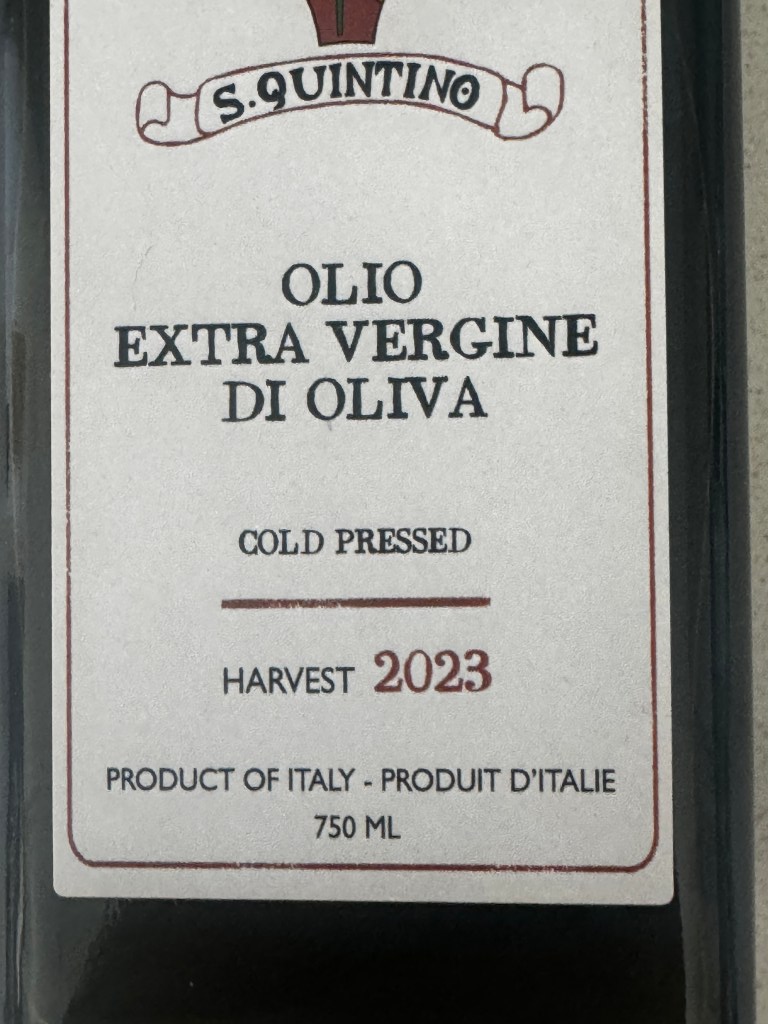 S. QUINTINO
OLIO
EXTRA VERGINE
DI OLIVA
COLD PRESSED
HARVEST 2023
PRODUCT OF ITALY - PRODUIT D'ITALIE
750 ML